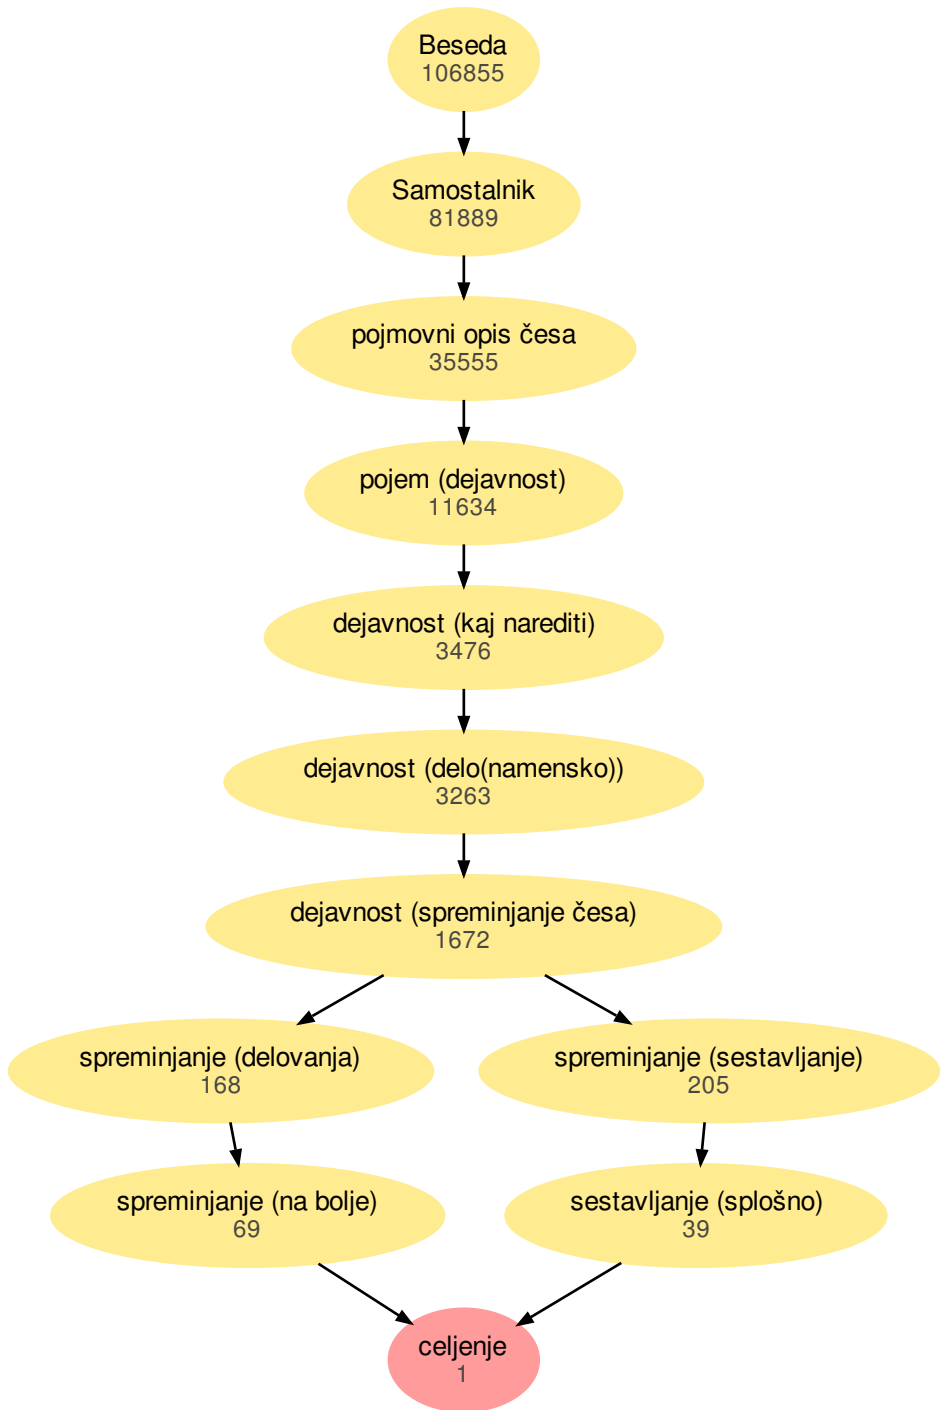 Beseda
106855
Samostalnik
81889
pojmovni opis česa
35555
pojem (dejavnost)
11634
dejavnost (kaj narediti)
3476
dejavnost (delo(namensko))
3263
dejavnost (spreminjanje česa)
1672
spreminjanje (delovanja)
168
spreminjanje (sestavljanje)
205
spreminjanje (na bolje)
69
sestavljanje (splošno)
39
celjenje
1